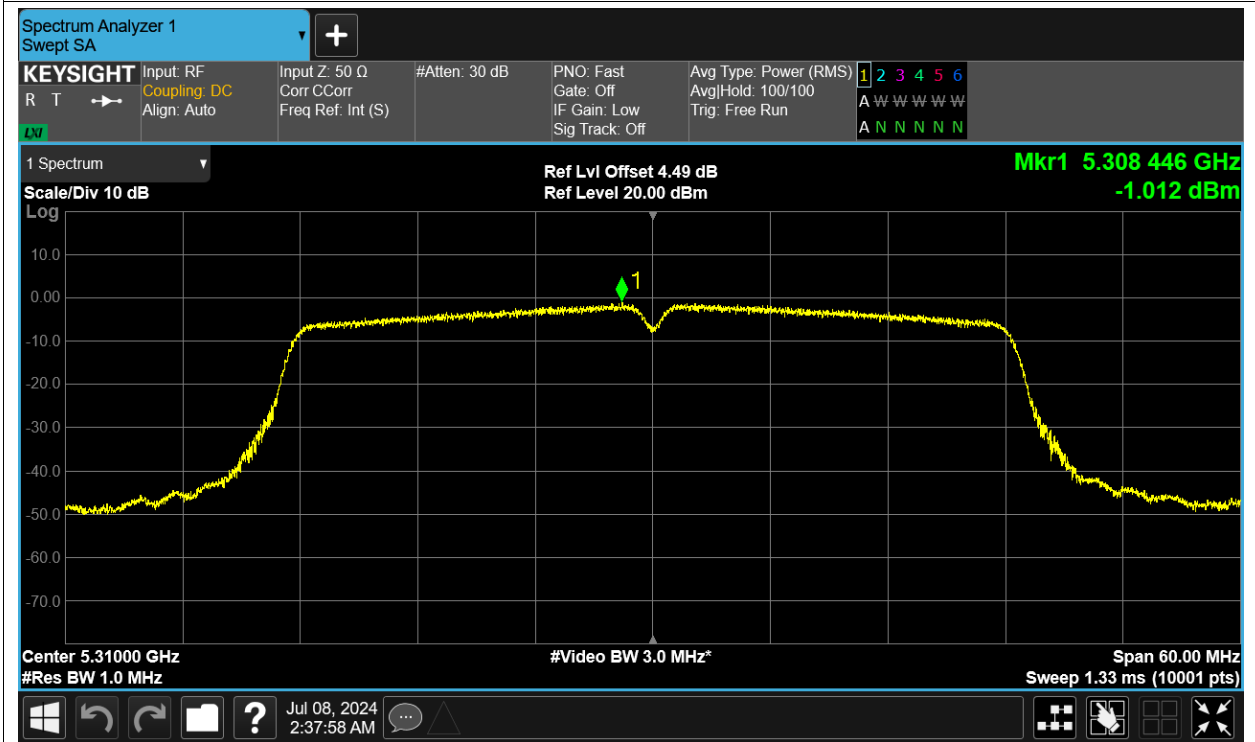 Spectrum Analyzer 1
Swept SA
+
KEYSIGHT
R T
LXI
Input: RF
Coupling: DC
Align: Auto
Input Z: 50 Ω
Corr CCorr
Freq Ref: Int (S)
#Atten: 30 dB
PNO: Fast
Gate: Off
IF Gain: Low
Sig Track: Off
Avg Type: Power (RMS)
Avg|Hold: 100/100
Trig: Free Run
1 2 3 4 5 6
A W W W W W
A N N N N N
1 Spectrum
Scale/Div 10 dB
Ref Lvl Offset 4.49 dB
Ref Level 20.00 dBm
Mkr1 5.308 446 GHz
-1.012 dBm
Log
10.0
0.00
-10.0
-20.0
-30.0
-40.0
-50.0
-60.0
-70.0
1
Center 5.31000 GHz
#Res BW 1.0 MHz
#Video BW 3.0 MHz*
Span 60.00 MHz
Sweep 1.33 ms (10001 pts)
?
Jul 08, 2024
2:37:58 AM